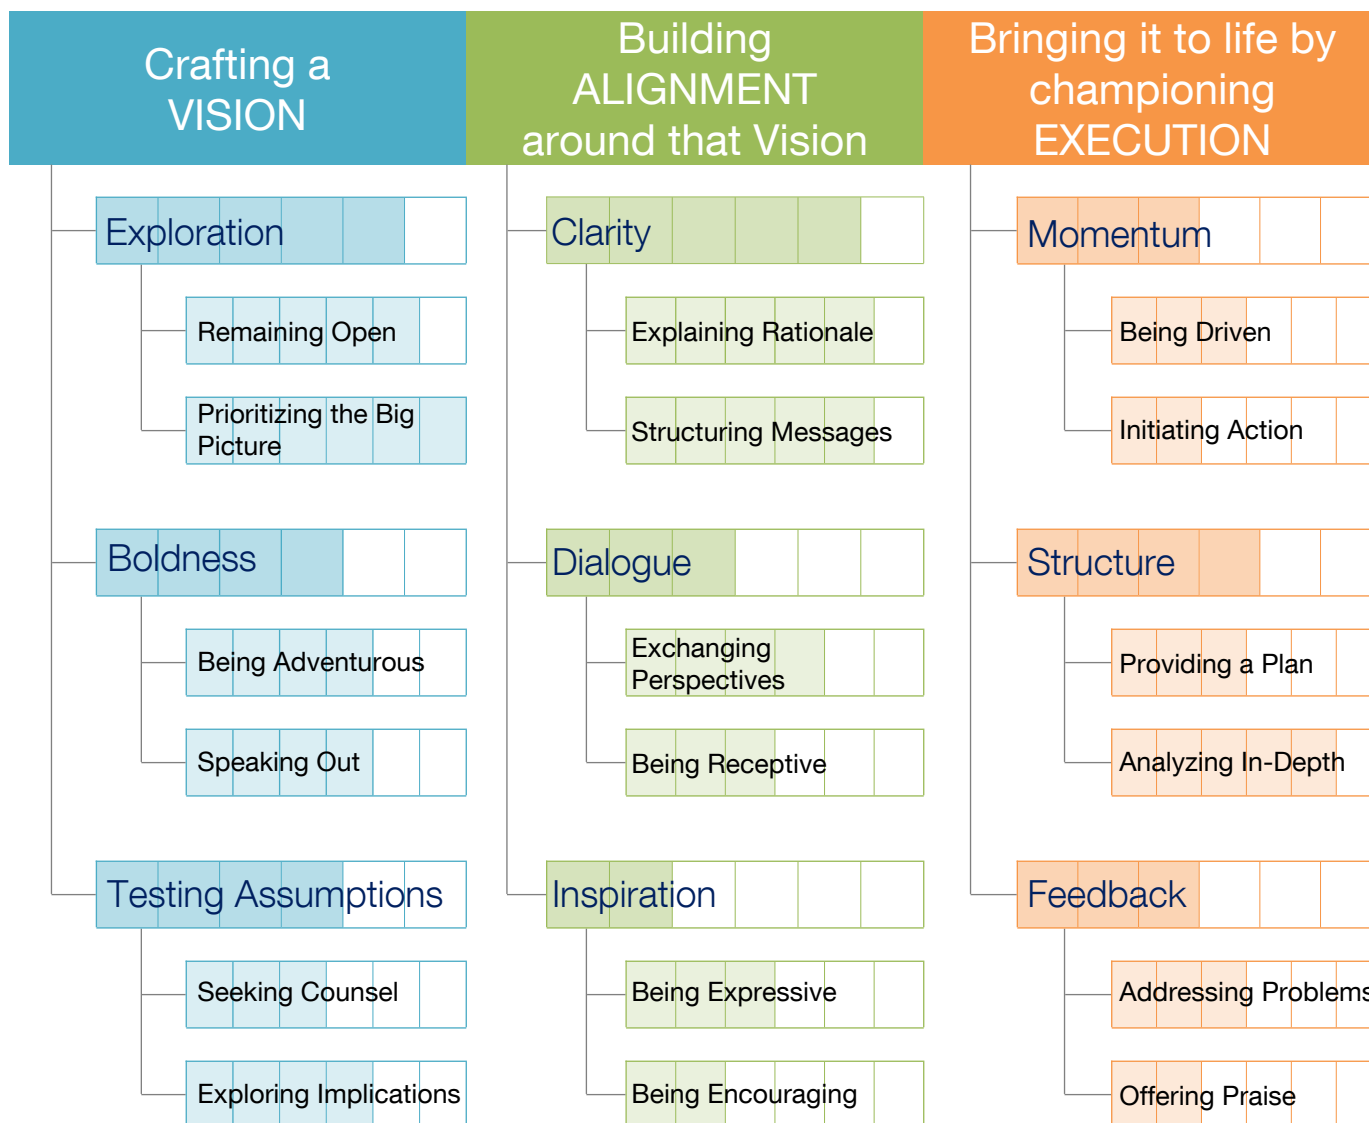 Crafting a
VISION
Building
ALIGNMENT
around that Vision
Bringing it to life by
championing
EXECUTION
Exploration
Remaining Open
Prioritizing the Big
Picture
Boldness
Being Adventurous
Speaking Out
Testing Assumptions
Seeking Counsel
Exploring Implications
Clarity
Explaining Rationale
Structuring Messages
Dialogue
Exchanging
Perspectives
Being Receptive
Inspiration
Being Expressive
Being Encouraging
Momentum
Being Driven
Initiating Action
Structure
Providing a Plan
Analyzing In-Depth
Feedback
Addressing Problems
Offering Praise